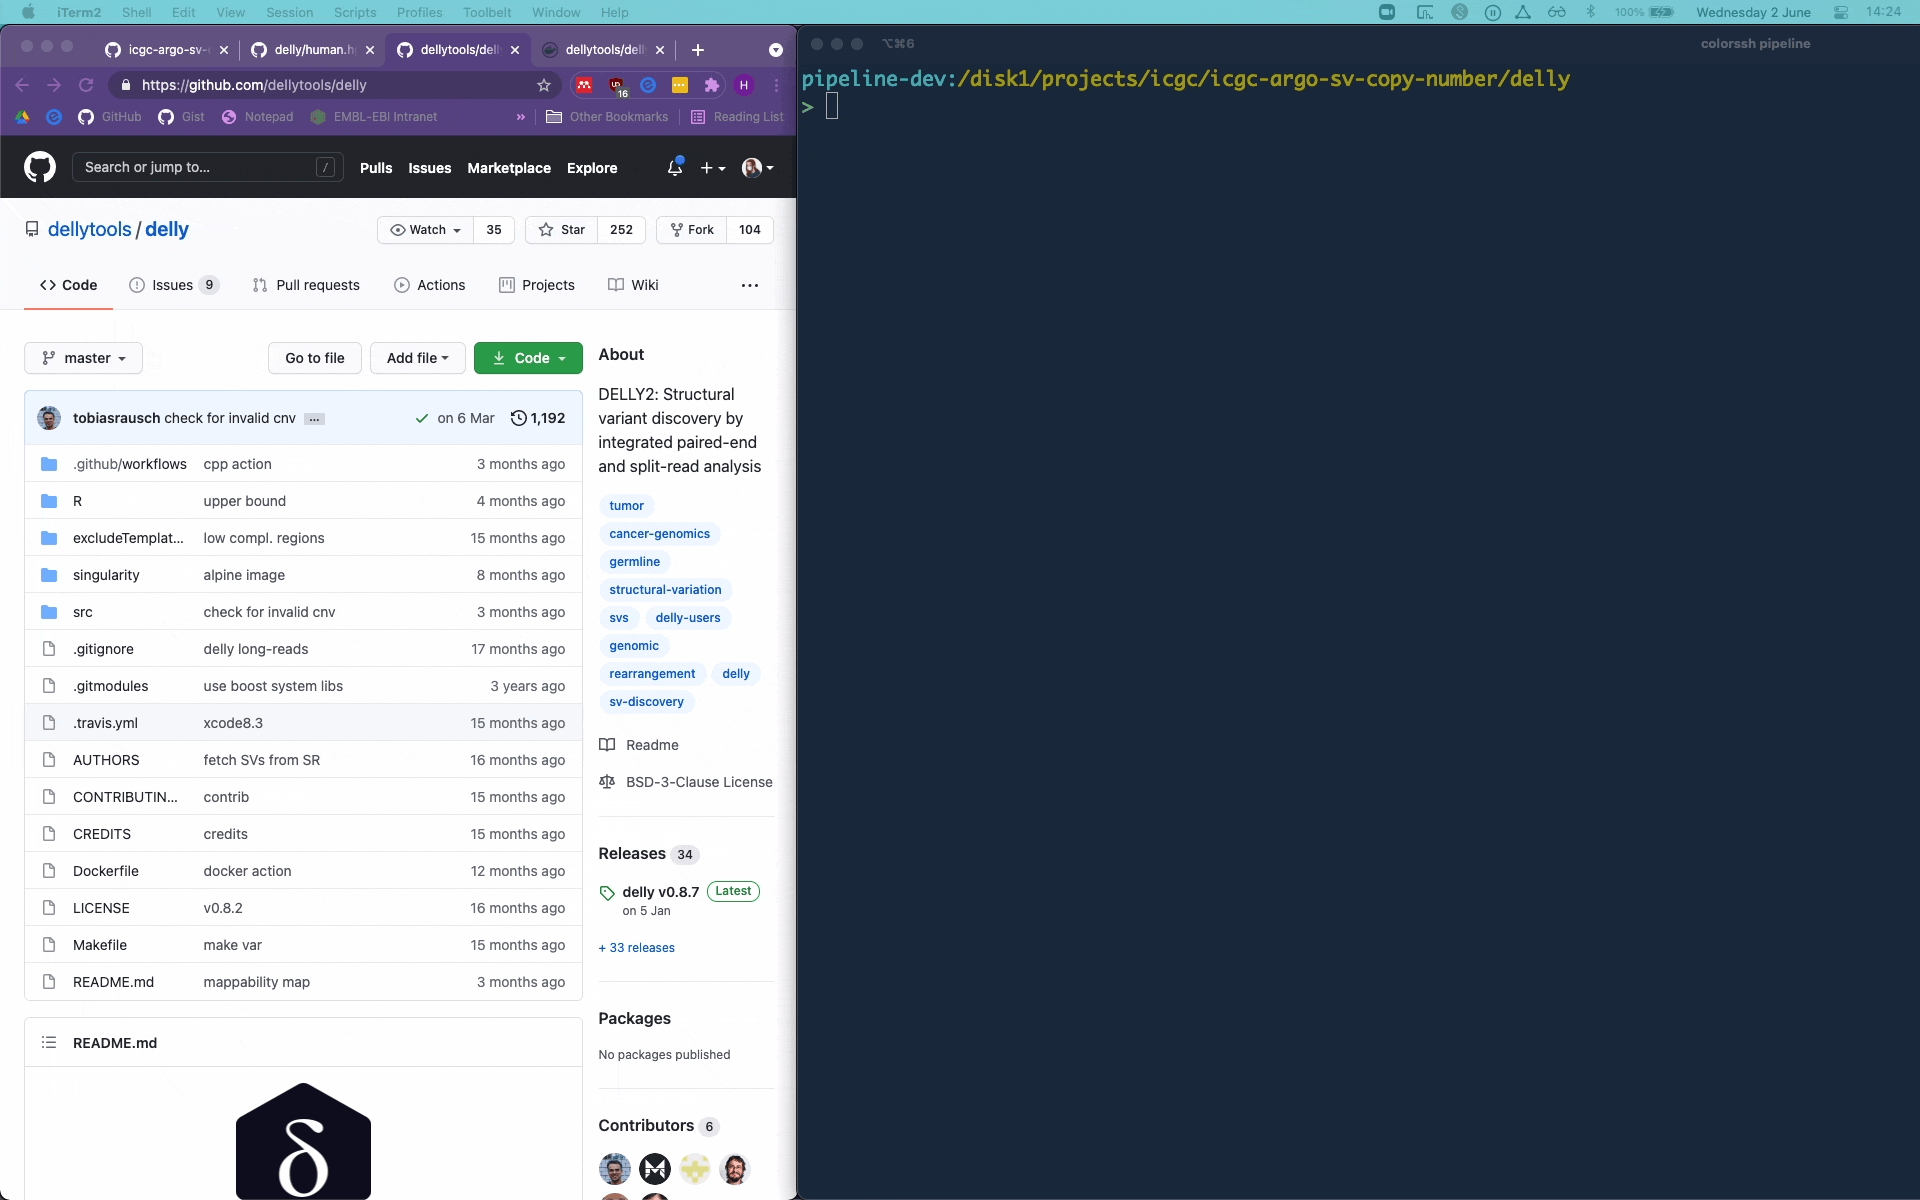 iTerm2 Shell Edit View Session Scripts Profiles Toolbelt Window Help 100% Wednesday 2 June 14:24
icgc-argo-sv- delly/human.h dellytools/dell dellytools/dell
https://github.com/dellytools/delly 16 H
GitHub Gist Notepad EMBL-EBI Intranet » Other Bookmarks Reading List
Search or jump to... / Pulls Issues Marketplace Explore
dellytools / delly Watch 35 Star 252 Fork 104
Code Issues 9 Pull requests Actions Projects Wiki ...
master Go to file Add file Code
tobiasrausch check for invalid cnv ... on 6 Mar 1,192
.github/workflows cpp action 3 months ago
R upper bound 4 months ago
excludeTemplat... low compl. regions 15 months ago
singularity alpine image 8 months ago
src check for invalid cnv 3 months ago
.gitignore delly long-reads 17 months ago
.gitmodules use boost system libs 3 years ago
.travis.yml xcode8.3 15 months ago
AUTHORS fetch SVs from SR 16 months ago
CONTRIBUTIN... contrib 15 months ago
CREDITS credits 15 months ago
Dockerfile docker action 12 months ago
LICENSE v0.8.2 16 months ago
Makefile make var 15 months ago
README.md mappability map 3 months ago
README.md
δ
About
DELLY2: Structural
variant discovery by
integrated paired-end
and split-read analysis
tumor
cancer-genomics
germline
structural-variation
svs delly-users
genomic
rearrangement delly
sv-discovery
Readme
BSD-3-Clause License
Releases 34
delly v0.8.7 Latest
on 5 Jan
+ 33 releases
Packages
No packages published
Contributors 6
⌥⌘6 colorssh pipeline
pipeline-dev:/disk1/projects/icgc/icgc-argo-sv-copy-number/delly
>